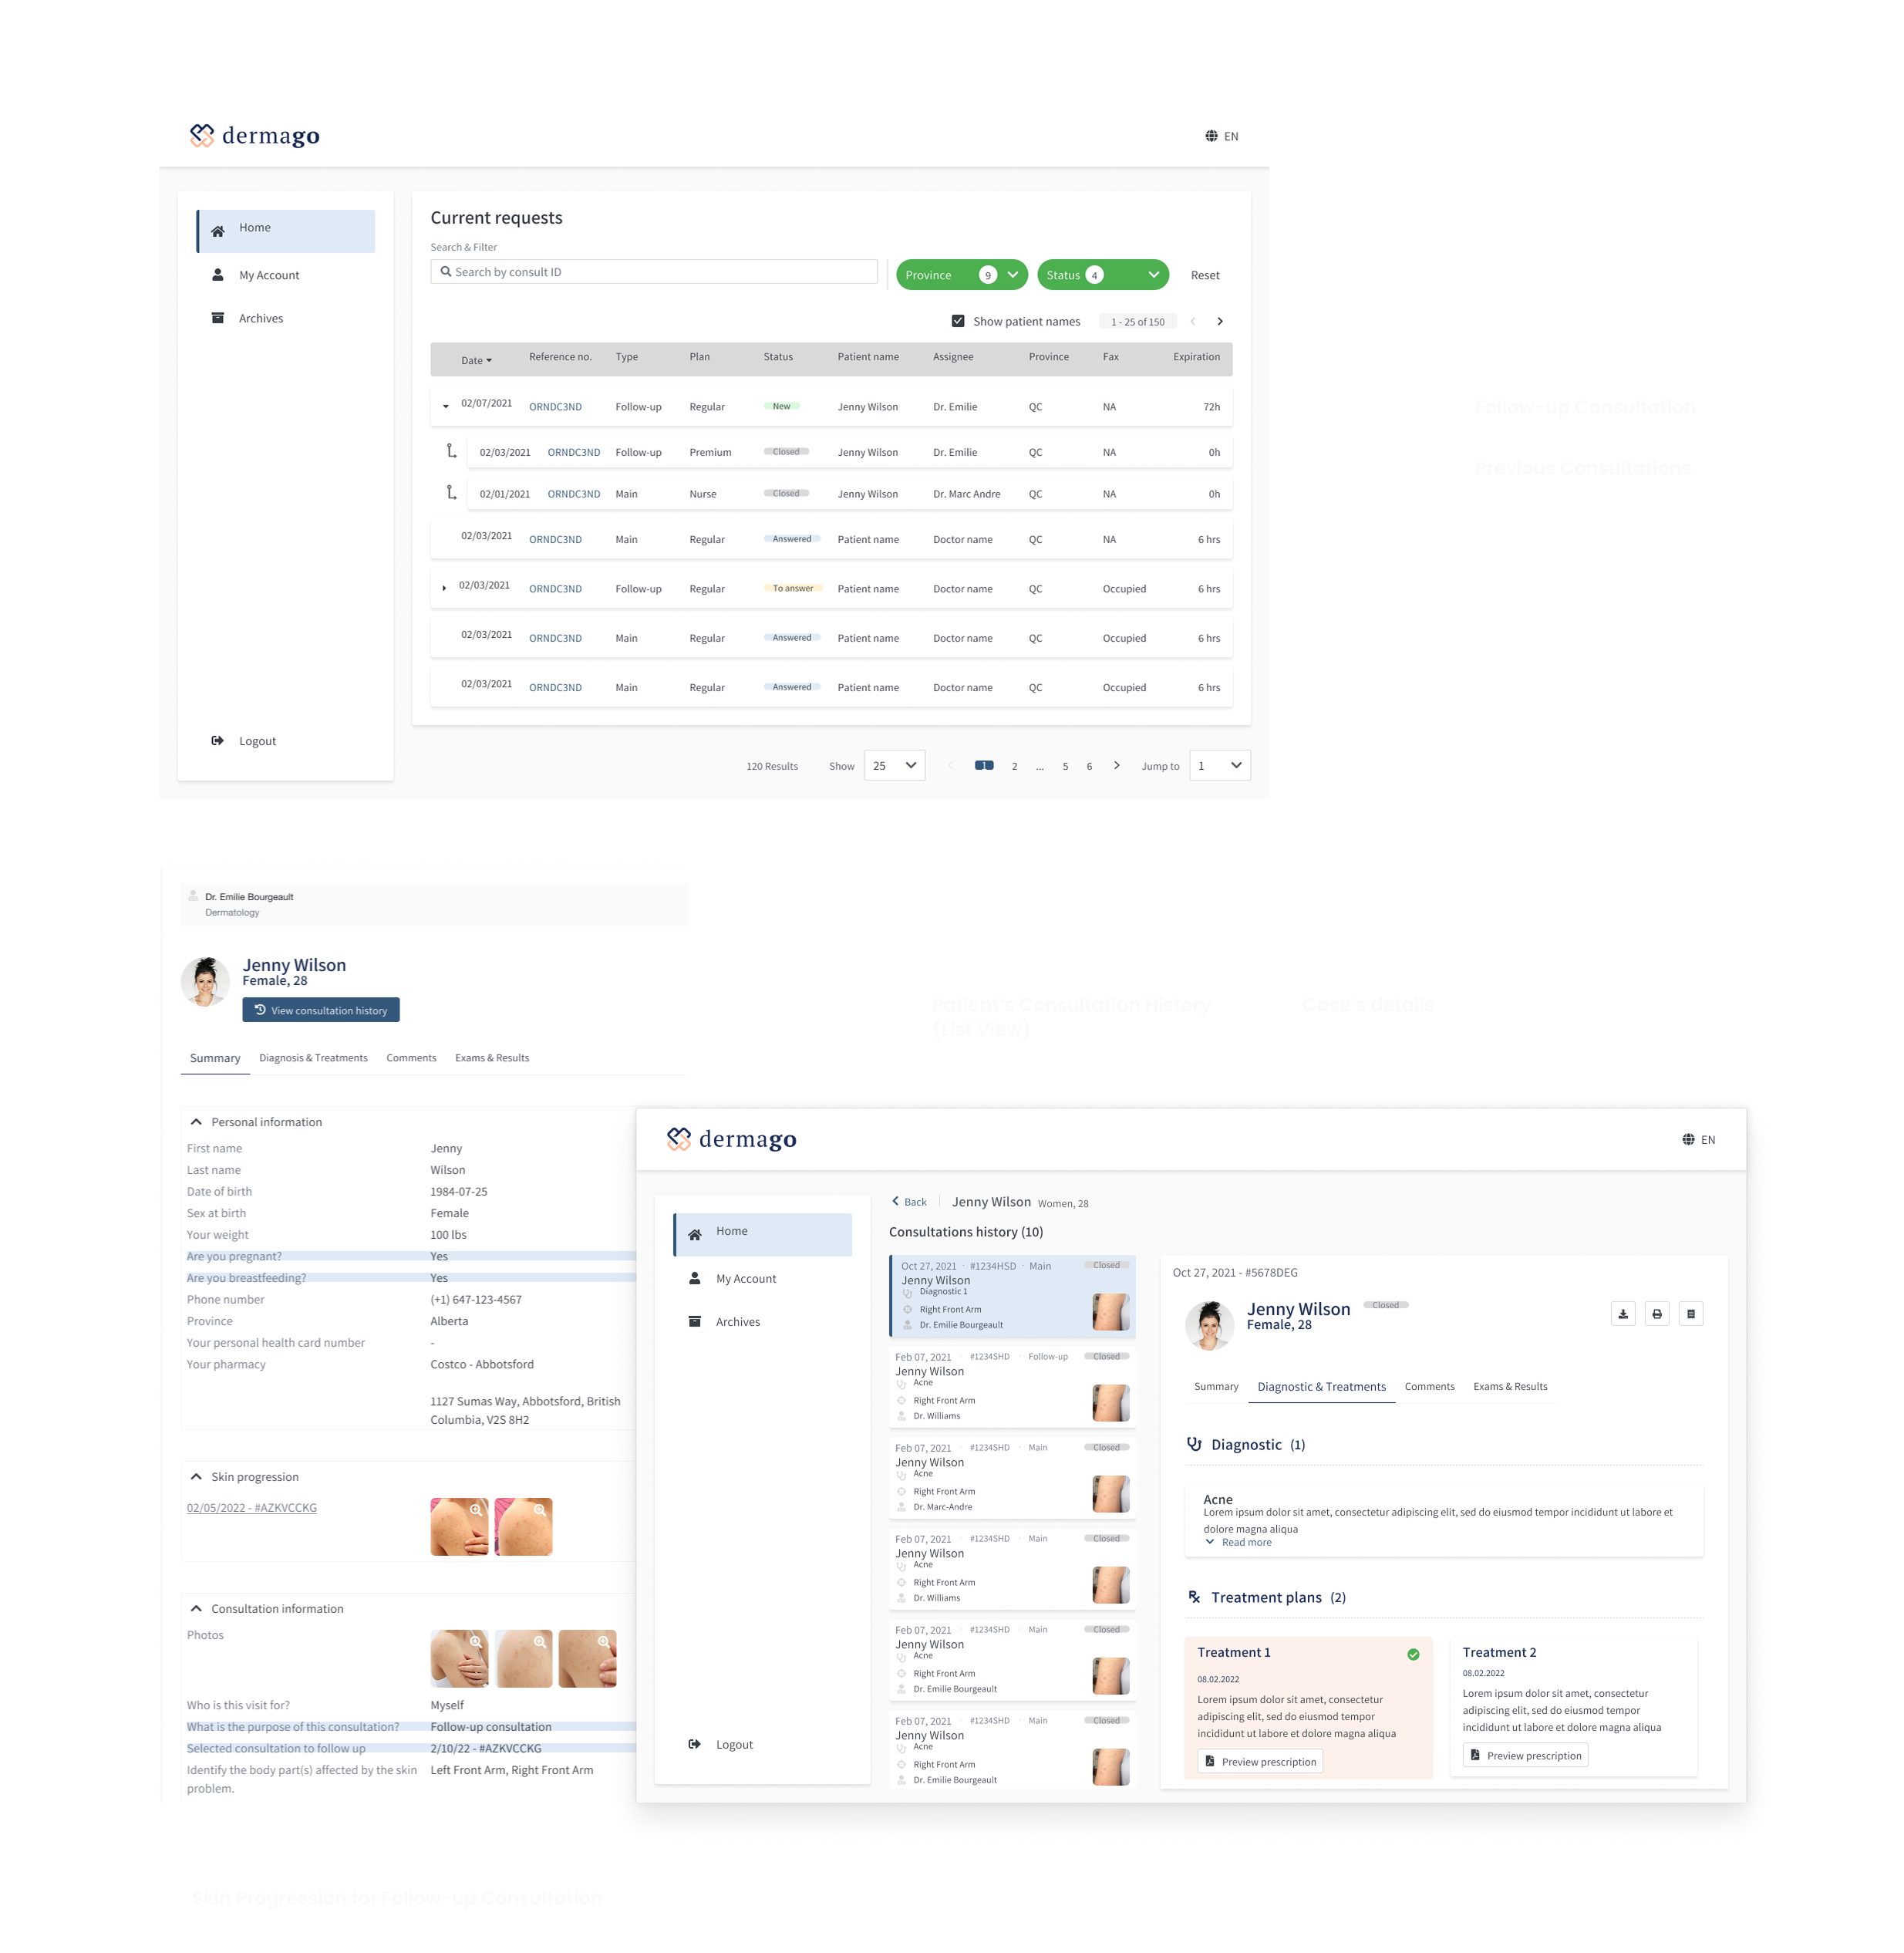 dermago
EN
Home
My Account
Archives
Logout
Current requests
Search & Filter
Search by consult ID
Province 9
Status 4
Reset
Show patient names
1 - 25 of 150
Date Reference no. Type Plan Status Patient name Assignee Province Fax Expiration
02/07/2021 ORNDC3ND Follow-up Regular New Jenny Wilson Dr. Emilie QC NA 72h
02/03/2021 ORNDC3ND Follow-up Premium Closed Jenny Wilson Dr. Emilie QC NA 0h
02/01/2021 ORNDC3ND Main Nurse Closed Jenny Wilson Dr. Marc Andre QC NA 0h
02/03/2021 ORNDC3ND Main Regular Answered Patient name Doctor name QC NA 6 hrs
02/03/2021 ORNDC3ND Follow-up Regular To answer Patient name Doctor name QC Occupied 6 hrs
02/03/2021 ORNDC3ND Main Regular Answered Patient name Doctor name QC Occupied 6 hrs
02/03/2021 ORNDC3ND Main Regular Answered Patient name Doctor name QC Occupied 6 hrs
120 Results Show 25 1 2 ... 5 6 Jump to 1
Follow-up Consultation
Previous Consultations
Dr. Emilie Bourgeault
Dermatology
Jenny Wilson
Female, 28
View consultation history
Summary Diagnosis & Treatments Comments Exams & Results
Personal information
First name Jenny
Last name Wilson
Date of birth 1984-07-25
Sex at birth Female
Your weight 100 lbs
Are you pregnant? Yes
Are you breastfeeding? Yes
Phone number (+1) 647-123-4567
Province Alberta
Your personal health card number -
Your pharmacy Costco - Abbotsford
1127 Sumas Way, Abbotsford, British
Columbia, V2S 8H2
Skin progression
02/05/2022 - #AZKVCCKG
Consultation information
Photos
Who is this visit for? Myself
What is the purpose of this consultation? Follow-up consultation
Selected consultation to follow up 2/10/22 - #AZKVCCKG
Identify the body part(s) affected by the skin Left Front Arm, Right Front Arm
problem.
Patient's Consultation History
(List View)
Case's details
dermago
EN
Home
My Account
Archives
Logout
Back
Jenny Wilson Women, 28
Consultations history (10)
Oct 27, 2021 · #1234HSD · Main Closed
Jenny Wilson
Diagnostic 1
Right Front Arm
Dr. Emilie Bourgeault
Feb 07, 2021 · #1234SHD · Follow-up Closed
Jenny Wilson
Acne
Right Front Arm
Dr. Williams
Feb 07, 2021 · #1234SHD · Main Closed
Jenny Wilson
Acne
Right Front Arm
Dr. Marc-Andre
Feb 07, 2021 · #1234SHD · Main Closed
Jenny Wilson
Acne
Right Front Arm
Dr. Williams
Feb 07, 2021 · #1234SHD · Main Closed
Jenny Wilson
Acne
Right Front Arm
Dr. Emilie Bourgeault
Feb 07, 2021 · #1234SHD · Main Closed
Jenny Wilson
Acne
Right Front Arm
Dr. Emilie Bourgeault
Oct 27, 2021 - #5678DEG
Jenny Wilson Closed
Female, 28
Summary Diagnostic & Treatments Comments Exams & Results
Diagnostic (1)
Acne
Lorem ipsum dolor sit amet, consectetur adipiscing elit, sed do eiusmod tempor incididunt ut labore et
dolore magna aliqua
Read more
Treatment plans (2)
Treatment 1
08.02.2022
Lorem ipsum dolor sit amet, consectetur
adipiscing elit, sed do eiusmod tempor
incididunt ut labore et dolore magna aliqua
Preview prescription
Treatment 2
08.02.2022
Lorem ipsum dolor sit amet, consectetur
adipiscing elit, sed do eiusmod tempor
incididunt ut labore et dolore magna aliqua
Preview prescription
Skin Progression for Follow-up Consultation